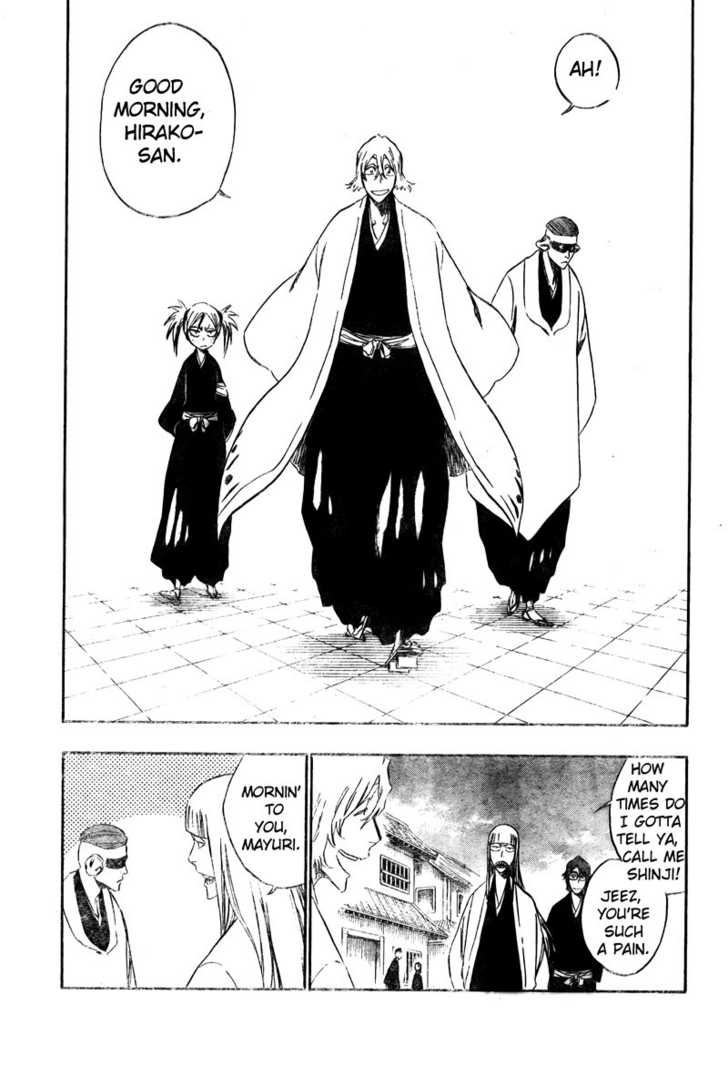 AH!
GOOD
MORNING,
HIRAKO-
SAN.
HOW
MANY
TIMES DO
I GOTTA
TELL YA,
CALL ME
SHINJI!
JEEZ,
YOU'RE
SUCH
A PAIN.
MORNIN'
TO
YOU,
MAYURI.